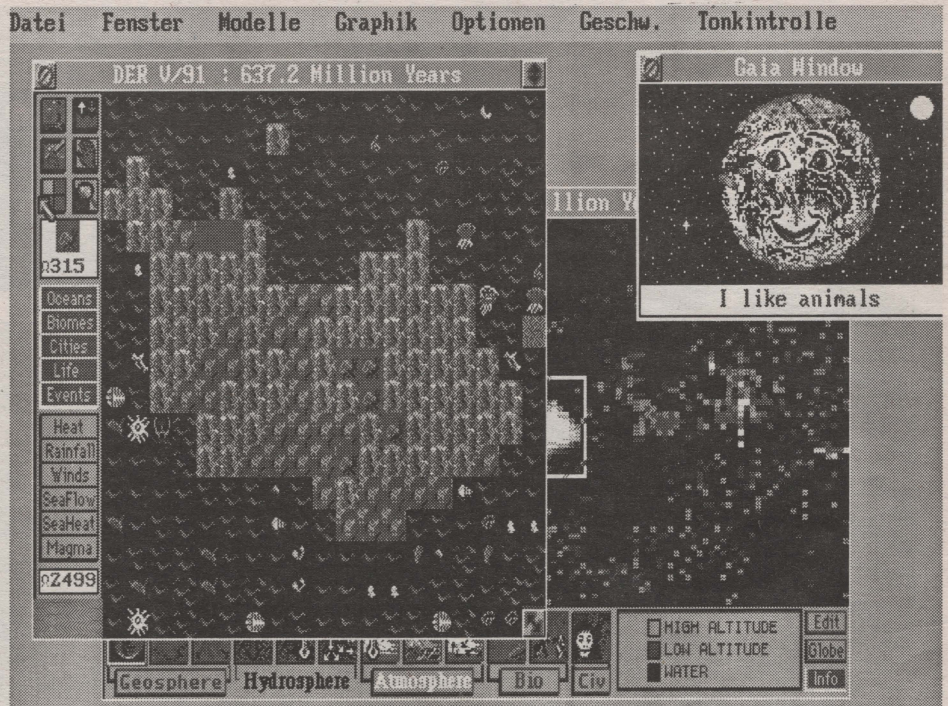 Datei Fenster Modelle Graphik Optionen Geschw. Tonkintrolle
DER V/91 : 637.2 Million Years
Gaia Window
I like animals
llion Y
Ω315
Oceans
Biomes
Cities
Life
Events
Heat
Rainfall
Winds
SeaFlow
SeaHeat
Magma
ΩZ499
HIGH ALTITUDE
LOW ALTITUDE
WATER
Edit
Globe
Info
Geosphere Hydrosphere Atmosphere Bio Civ